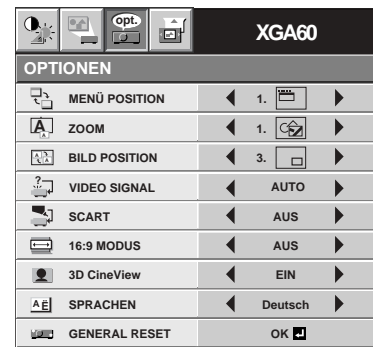 opt.
XGA60
OPTIONEN
MENÜ POSITION 1.
A ZOOM 1.
BILD POSITION 3.
? VIDEO SIGNAL AUTO
SCART AUS
16:9 MODUS AUS
3D CineView EIN
AË SPRACHEN Deutsch
GENERAL RESET OK